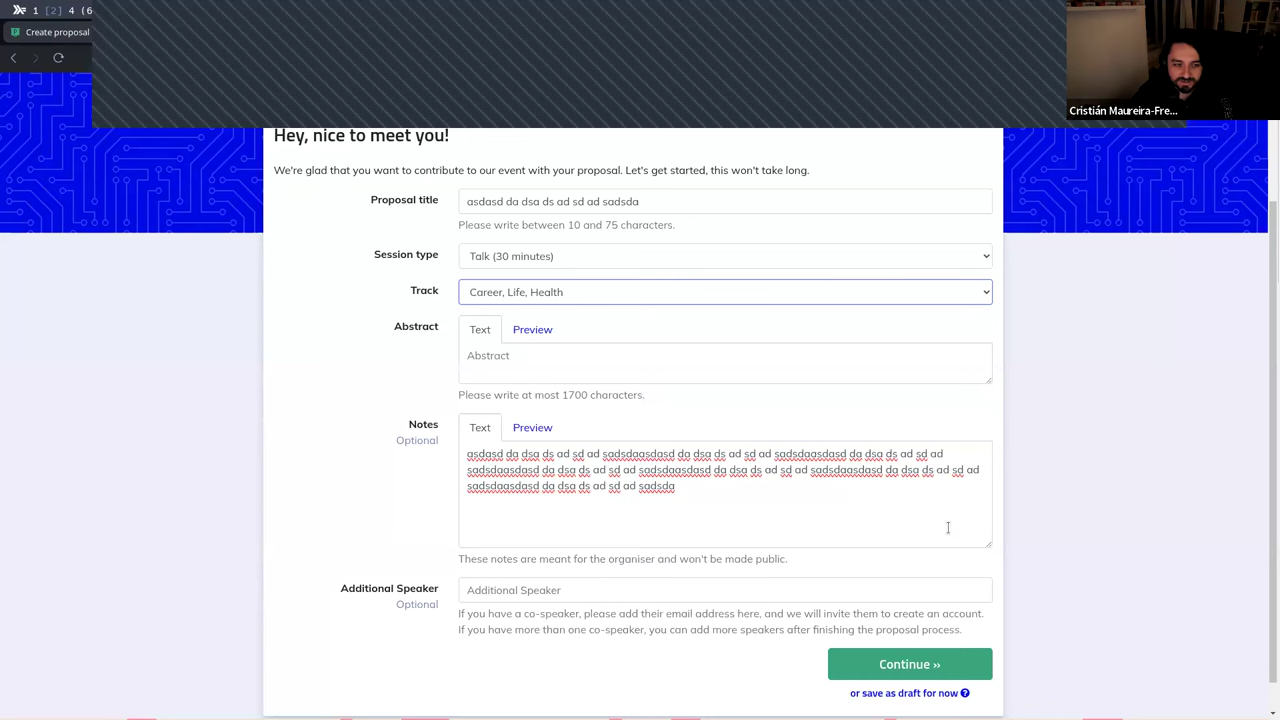 1 [2] 4 (6
Create proposal
Cristián Maureira-Fre...
Hey, nice to meet you!
We're glad that you want to contribute to our event with your proposal. Let's get started, this won't take long.
Proposal title
asdasd da dsa ds ad sd ad sadsda
Please write between 10 and 75 characters.
Session type
Talk (30 minutes)
Track
Career, Life, Health
Abstract
Text Preview
Abstract
Please write at most 1700 characters.
Notes
Optional
Text Preview
asdasd da dsa ds ad sd ad sadsdaasdasd da dsa ds ad sd ad sadsdaasdasd da dsa ds ad sd ad
sadsdaasdasd da dsa ds ad sd ad sadsdaasdasd da dsa ds ad sd ad sadsdaasdasd da dsa ds ad sd ad
sadsdaasdasd da dsa ds ad sd ad sadsda
These notes are meant for the organiser and won't be made public.
Additional Speaker
Optional
Additional Speaker
If you have a co-speaker, please add their email address here, and we will invite them to create an account.
If you have more than one co-speaker, you can add more speakers after finishing the proposal process.
Continue »
or save as draft for now